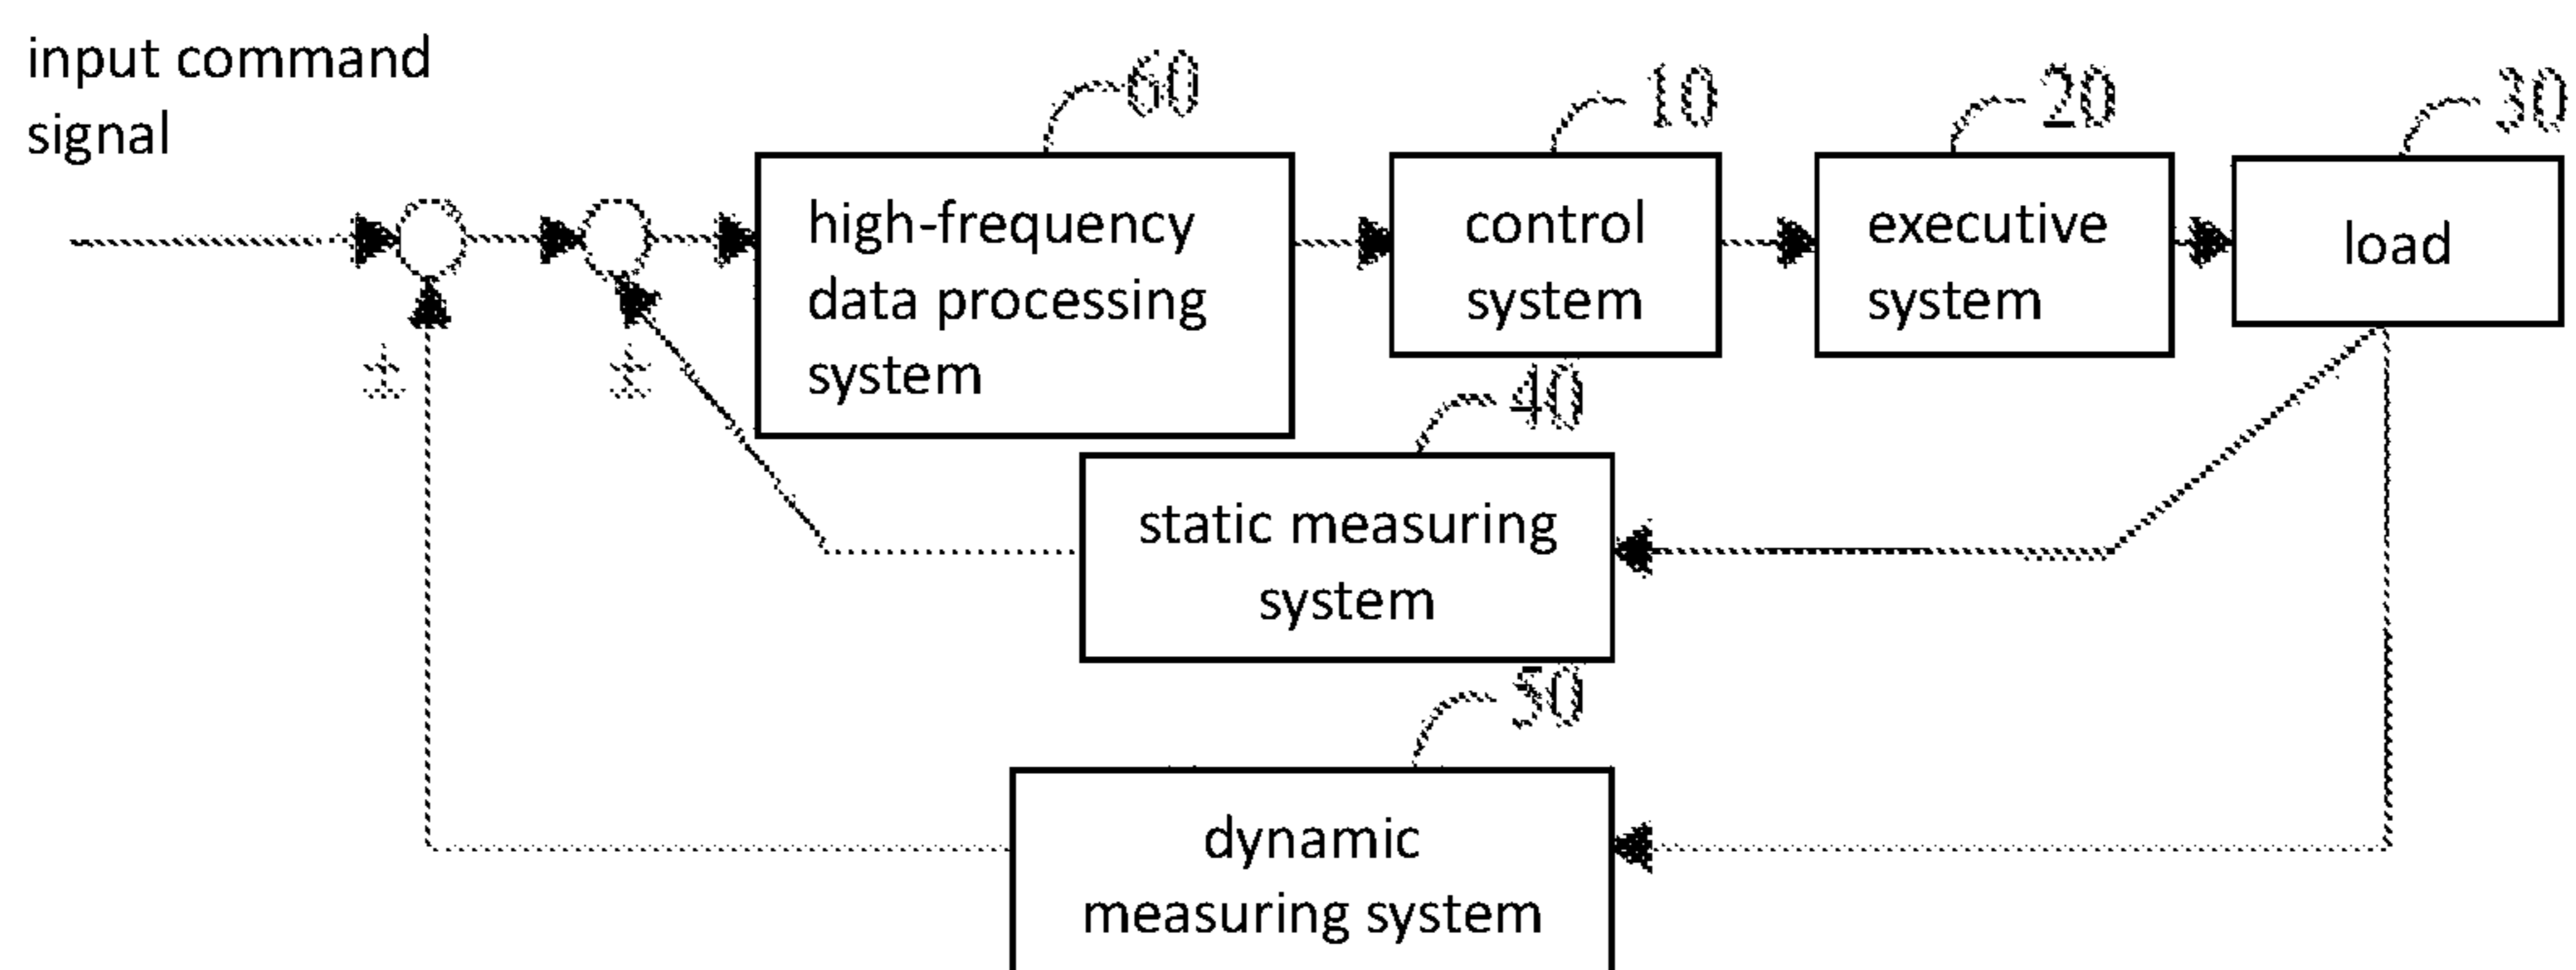 input command
signal
60
10
20
30
high-frequency
data processing
system
control
system
executive
system
load
±
±
40
static measuring
system
50
dynamic
measuring system